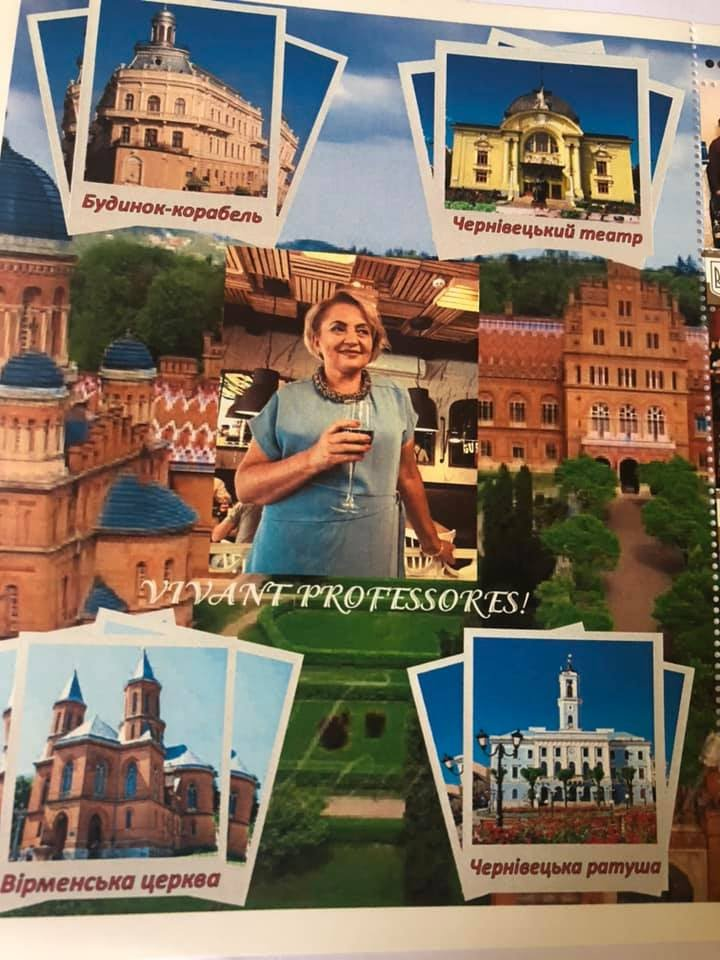 Будинок-корабель
Чернівецький театр
VIVANT PROFESSORES!
Вірменська церква
Чернівецька ратуша